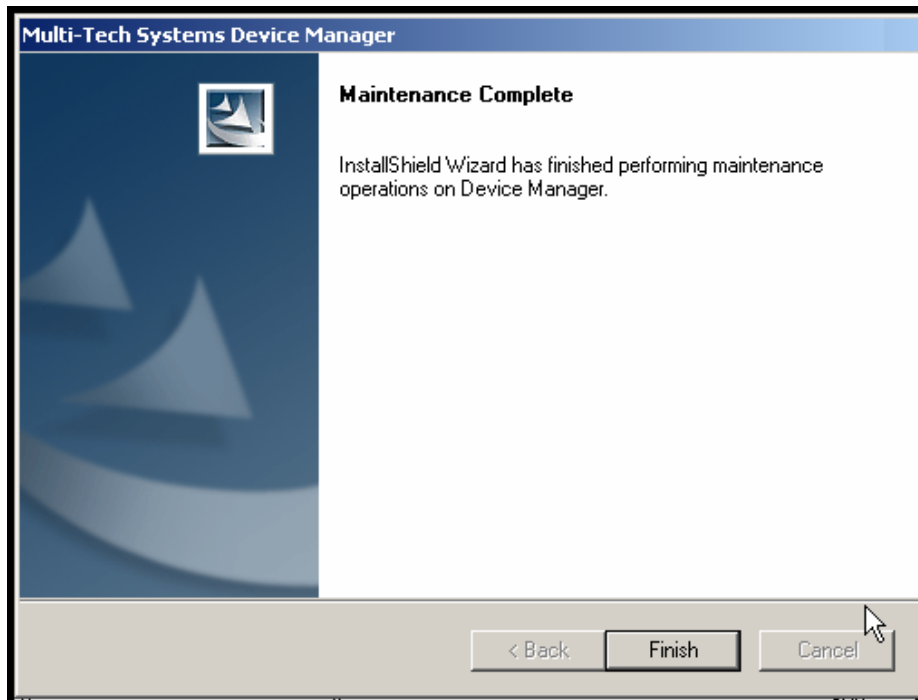 Multi-Tech Systems Device Manager
Maintenance Complete
InstallShield Wizard has finished performing maintenance
operations on Device Manager.
< Back
Finish
Cancel